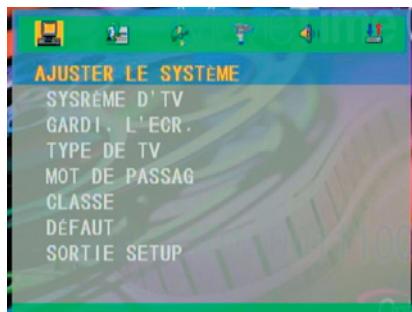 AJUSTER LE SYSTÈME
SYSRÈME D'TV
GARDI. L'ECR.
TYPE DE TV
MOT DE PASSAG
CLASSE
DÉFAUT
SORTIE SETUP